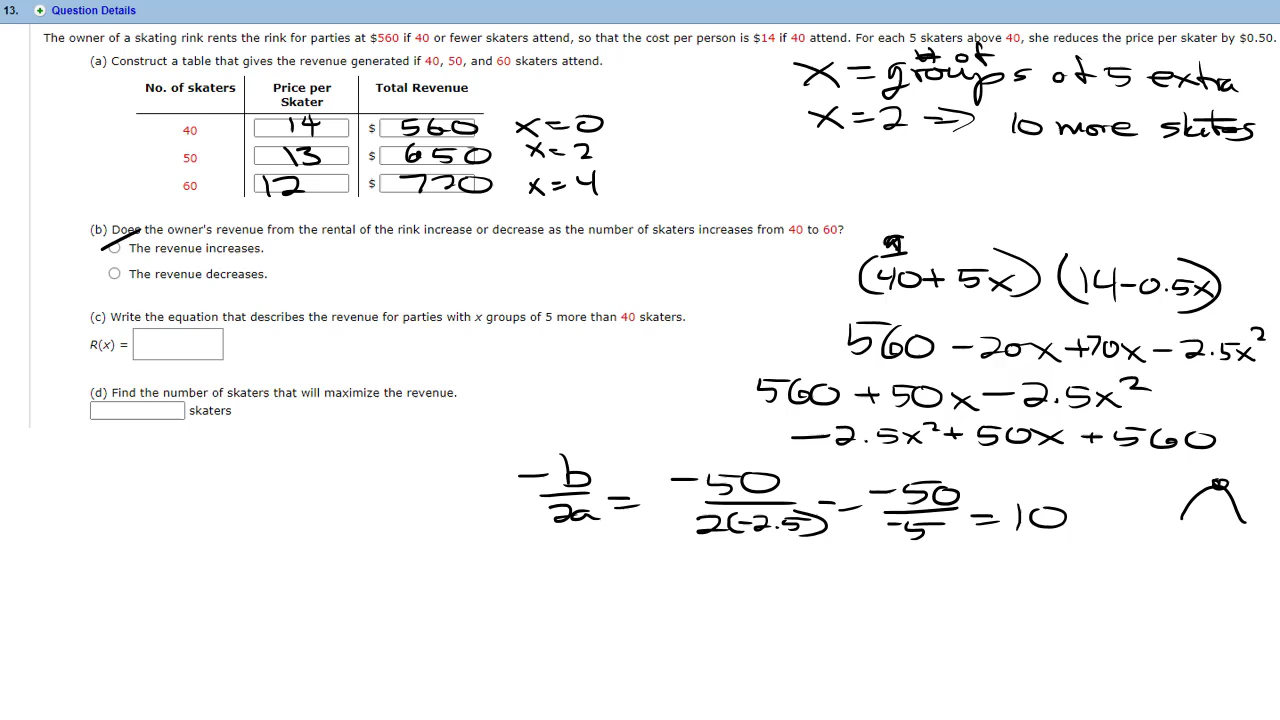 13. Question Details
The owner of a skating rink rents the rink for parties at $560 if 40 or fewer skaters attend, so that the cost per person is $14 if 40 attend. For each 5 skaters above 40, she reduces the price per skater by $0.50.
(a) Construct a table that gives the revenue generated if 40, 50, and 60 skaters attend.
No. of skaters Price per Skater Total Revenue
40 14 $ 560 x=0
50 13 $ 650 x=2
60 12 $ 720 x=4
x = # of groups of 5 extra
x = 2 => 10 more skates
(b) Does the owner's revenue from the rental of the rink increase or decrease as the number of skaters increases from 40 to 60?
The revenue increases.
The revenue decreases.
(40+5x)(14-0.5x)
(c) Write the equation that describes the revenue for parties with x groups of 5 more than 40 skaters.
R(x) =
560 -20x+70x-2.5x²
(d) Find the number of skaters that will maximize the revenue.
skaters
560 +50x-2.5x²
-2.5x²+50x+560
-b/2a = -50/2(-2.5) = -50/-5 = 10